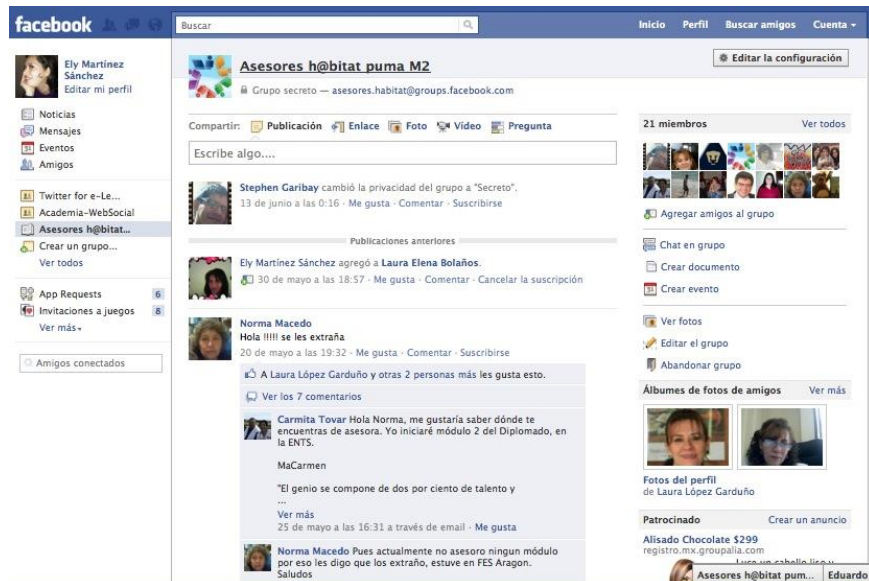 facebook
Buscar
Inicio Perfil Buscar amigos Cuenta
Ely Martínez
Sánchez
Editar mi perfil
Noticias
Mensajes
Eventos
Amigos
Twitter for e-Le...
Academia-WebSocial
Asesores h@bitat...
Crear un grupo...
Ver todos
App Requests 6
Invitaciones a juegos 8
Ver más
Amigos conectados
Asesores h@bitat puma M2
Grupo secreto — asesores.habitat@groups.facebook.com
Editar la configuración
Compartir: Publicación Enlace Foto Vídeo Pregunta
Escribe algo....
Stephen Garibay cambió la privacidad del grupo a "Secreto".
13 de junio a las 0:16 · Me gusta · Comentar · Suscribirse
Publicaciones anteriores
Ely Martínez Sánchez agregó a Laura Elena Bolaños.
30 de mayo a las 18:57 · Me gusta · Comentar · Cancelar la suscripción
Norma Macedo
Hola !!!!! se les extraña
20 de mayo a las 19:32 · Me gusta · Comentar · Suscribirse
A Laura López Garduño y otras 2 personas más les gusta esto.
Ver los 7 comentarios
Carmita Tovar Hola Norma, me gustaría saber dónde te
encuentras de asesora. Yo iniciaré módulo 2 del Diplomado, en
la ENTS.
MaCarmen
"El genio se compone de dos por ciento de talento y
...
Ver más
25 de mayo a las 16:31 a través de email · Me gusta
Norma Macedo Pues actualmente no asesoro ningun módulo
por eso les digo que los extraño, estuve en FES Aragon.
Saludos
21 miembros Ver todos
Agregar amigos al grupo
Chat en grupo
Crear documento
31 Crear evento
Ver fotos
Editar el grupo
Abandonar grupo
Álbumes de fotos de amigos Ver más
Fotos del perfil
de Laura López Garduño
Patrocinado Crear un anuncio
Alisado Chocolate $299
registro.mx.groupalia.com
Asesores h@bitat pum... Eduardo